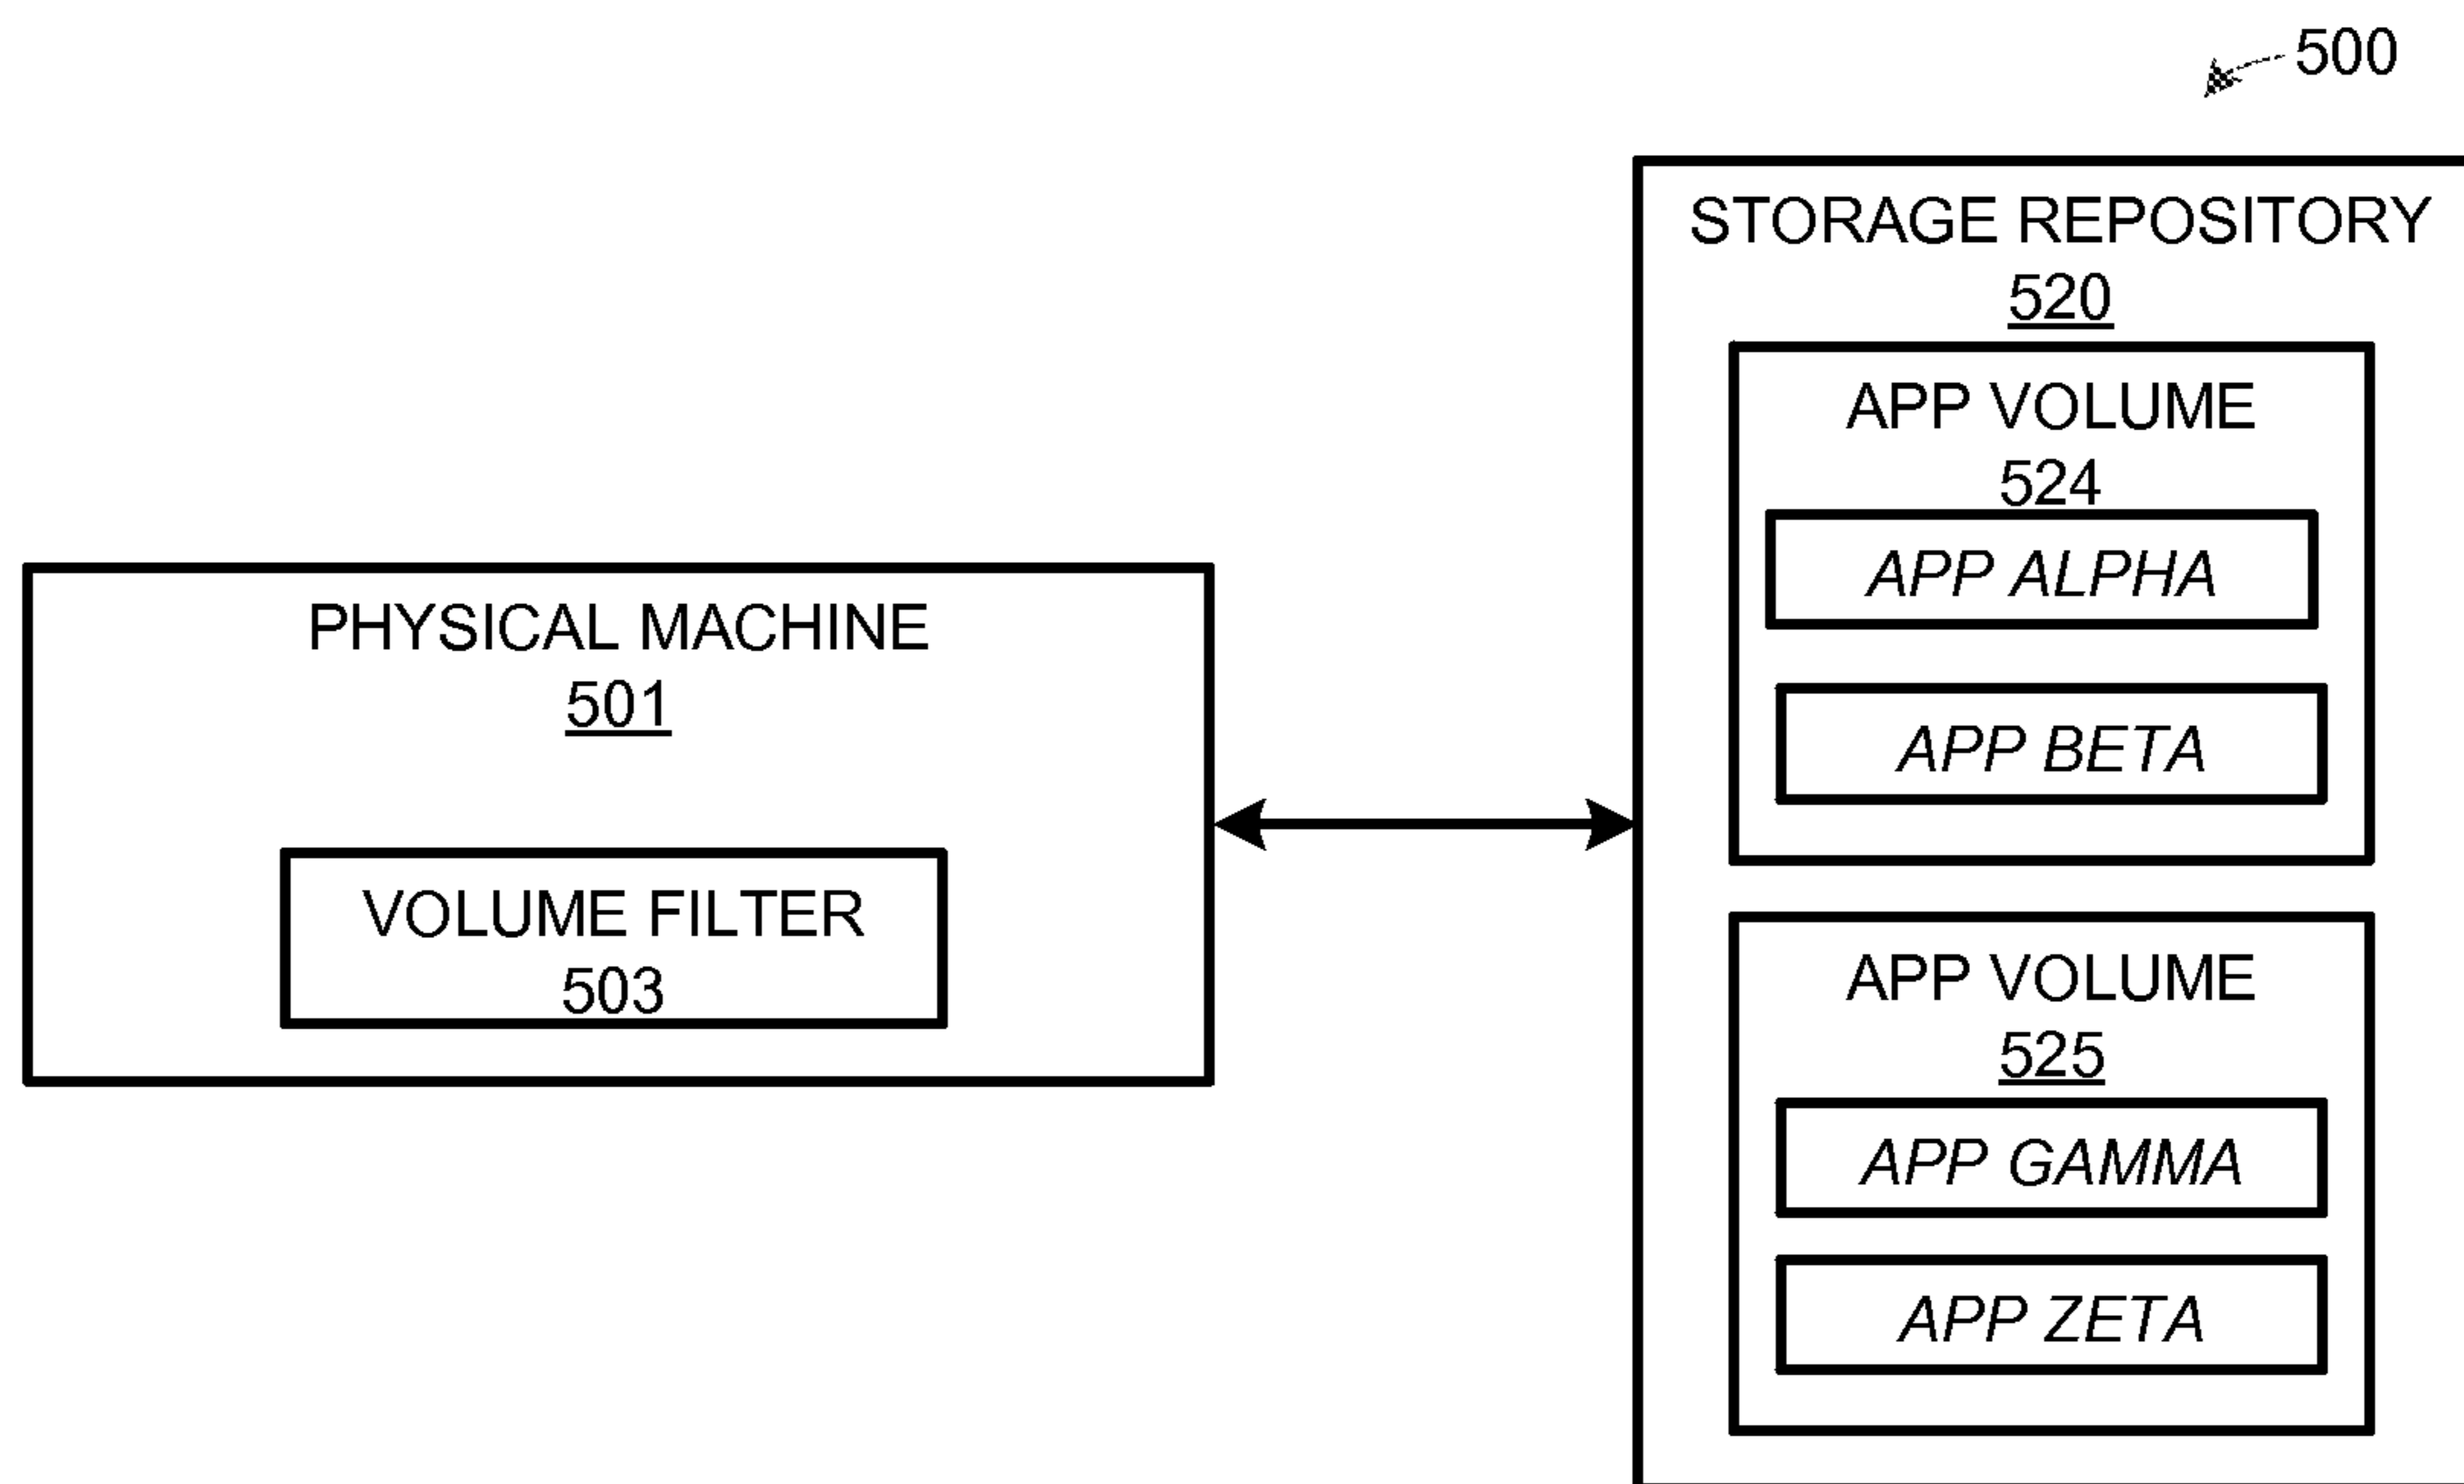 500
STORAGE REPOSITORY
520
APP VOLUME
524
APP ALPHA
APP BETA
PHYSICAL MACHINE
501
VOLUME FILTER
503
APP VOLUME
525
APP GAMMA
APP ZETA